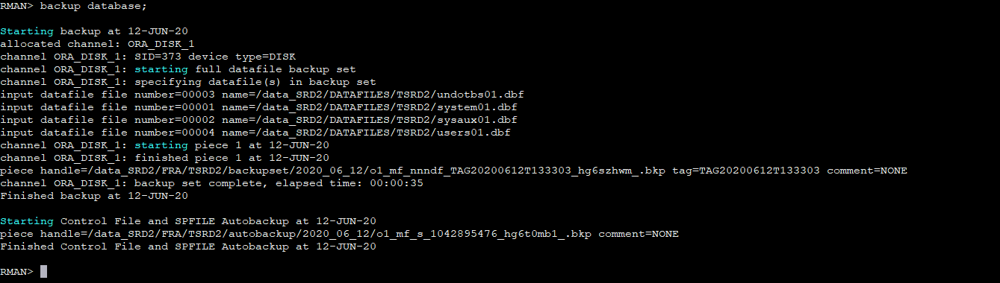 RMAN> backup database;
Starting backup at 12-JUN-20
allocated channel: ORA_DISK_1
channel ORA_DISK_1: SID=373 device type=DISK
channel ORA_DISK_1: starting full datafile backup set
channel ORA_DISK_1: specifying datafile(s) in backup set
input datafile file number=00003 name=/data_SRD2/DATAFILES/TSRD2/undotbs01.dbf
input datafile file number=00001 name=/data_SRD2/DATAFILES/TSRD2/system01.dbf
input datafile file number=00002 name=/data_SRD2/DATAFILES/TSRD2/sysaux01.dbf
input datafile file number=00004 name=/data_SRD2/DATAFILES/TSRD2/users01.dbf
channel ORA_DISK_1: starting piece 1 at 12-JUN-20
channel ORA_DISK_1: finished piece 1 at 12-JUN-20
piece handle=/data_SRD2/FRA/TSRD2/backupset/2020_06_12/o1_mf_nnndf_TAG20200612T133303_hg6szhwm_.bkp tag=TAG20200612T133303 comment=NONE
channel ORA_DISK_1: backup set complete, elapsed time: 00:00:35
Finished backup at 12-JUN-20
Starting Control File and SPFILE Autobackup at 12-JUN-20
piece handle=/data_SRD2/FRA/TSRD2/autobackup/2020_06_12/o1_mf_s_1042895476_hg6t0mb1_.bkp comment=NONE
Finished Control File and SPFILE Autobackup at 12-JUN-20
RMAN>